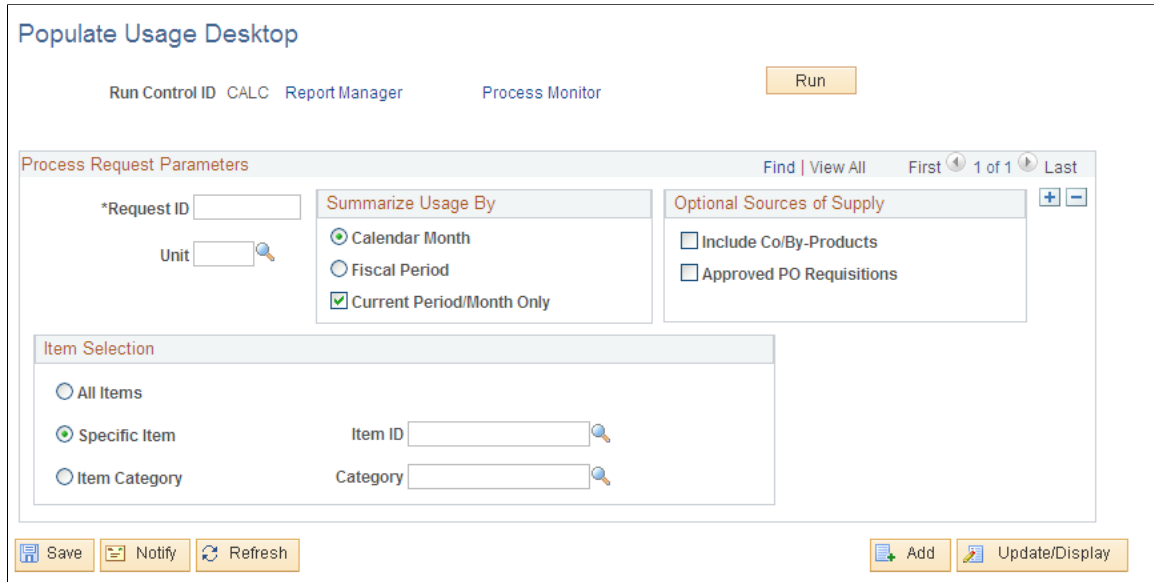 Populate Usage Desktop
Run Control ID CALC Report Manager Process Monitor Run
Process Request Parameters Find | View All First 1 of 1 Last
*Request ID
Unit
Summarize Usage By
Calendar Month
Fiscal Period
Current Period/Month Only
Optional Sources of Supply
Include Co/By-Products
Approved PO Requisitions
Item Selection
All Items
Specific Item Item ID
Item Category Category
Save Notify Refresh Add Update/Display